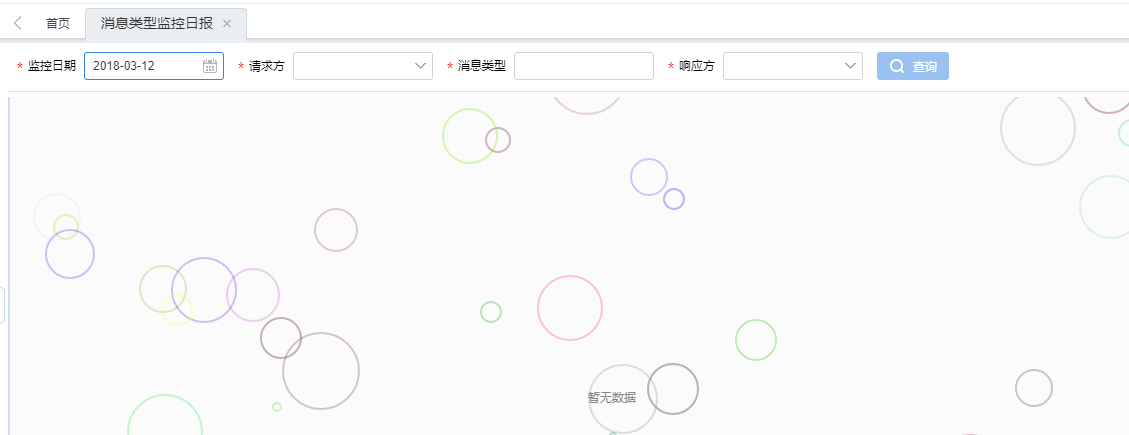 首页 消息类型监控日报 ×
* 监控日期 2018-03-12 * 请求方 * 消息类型 * 响应方 查询
暂无数据